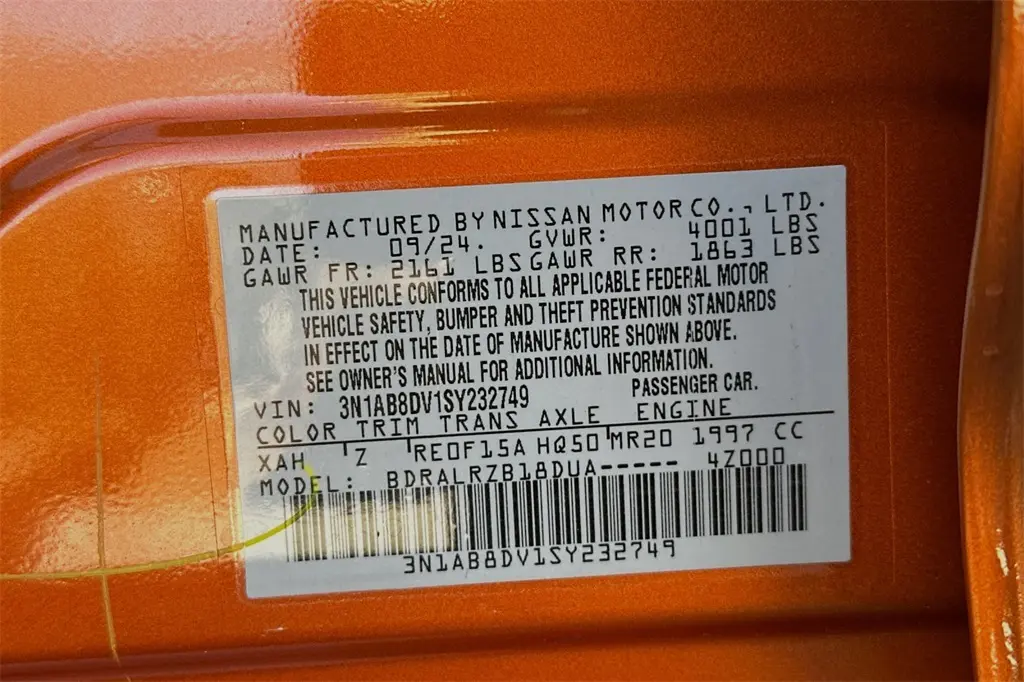 MANUFACTURED BY NISSAN MOTOR CO., LTD.
DATE: 09/24. GVWR: 4001 LBS
GAWR FR: 2161 LBS GAWR RR: 1863 LBS
THIS VEHICLE CONFORMS TO ALL APPLICABLE FEDERAL MOTOR
VEHICLE SAFETY, BUMPER AND THEFT PREVENTION STANDARDS
IN EFFECT ON THE DATE OF MANUFACTURE SHOWN ABOVE.
SEE OWNER'S MANUAL FOR ADDITIONAL INFORMATION.
VIN: 3N1AB8DV1SY232749 PASSENGER CAR.
COLOR TRIM TRANS AXLE ENGINE
XAH Z RE0F15A HQ50 MR20 1997 CC
MODEL: BDRALRZB18DUA----- 4Z000
3N1AB8DV1SY232749